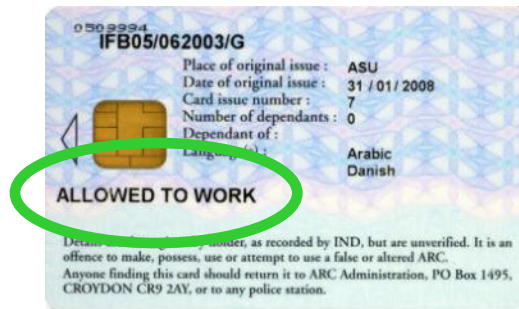 0509994
IFB05/062003/G
Place of original issue : ASU
Date of original issue : 31 / 01 / 2008
Card issue number : 7
Number of dependants : 0
Dependant of :
Arabic
Danish
ALLOWED TO WORK
holder, as recorded by IND, but are unverified. It is an
offence to make, possess, use or attempt to use a false or altered ARC.
Anyone finding this card should return it to ARC Administration, PO Box 1495,
CROYDON CR9 2AY, or to any police station.